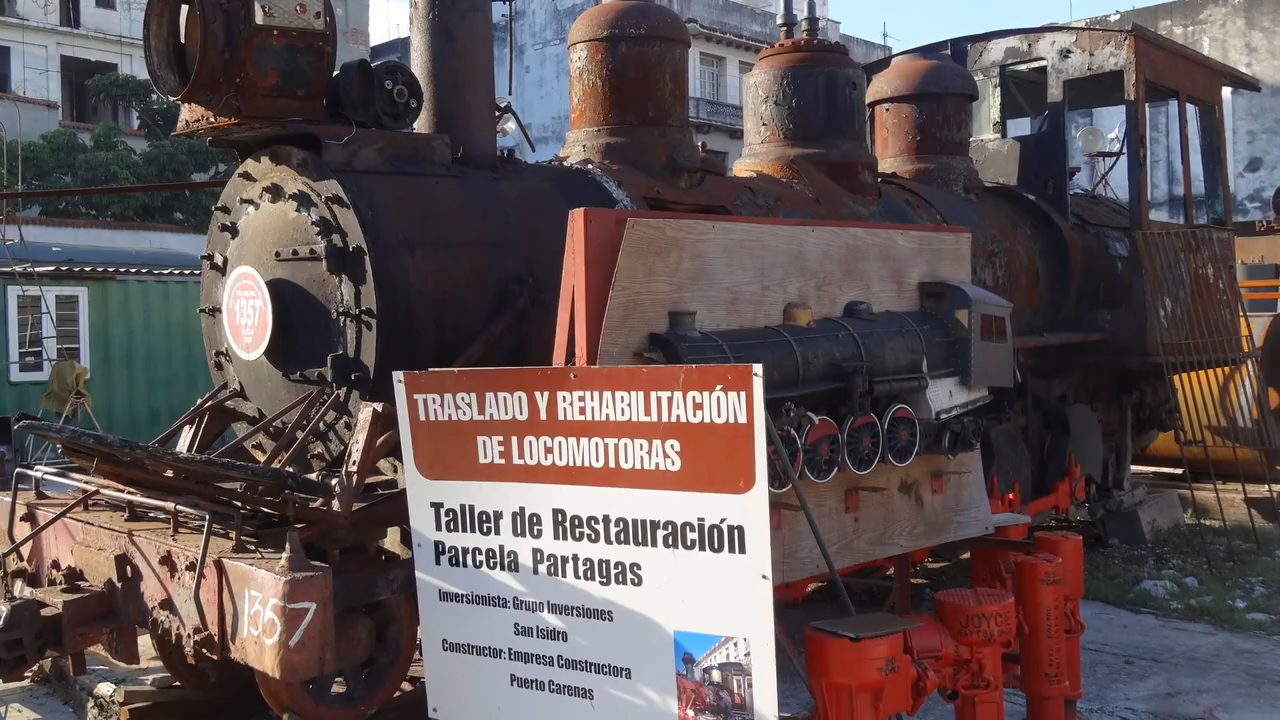 1357
TRASLADO Y REHABILITACIÓN
DE LOCOMOTORAS
Taller de Restauración
Parcela Partagas
Inversionista: Grupo Inversiones
San Isidro
Constructor: Empresa Constructora
Puerto Carenas
1357
JOYCE
DAYTON